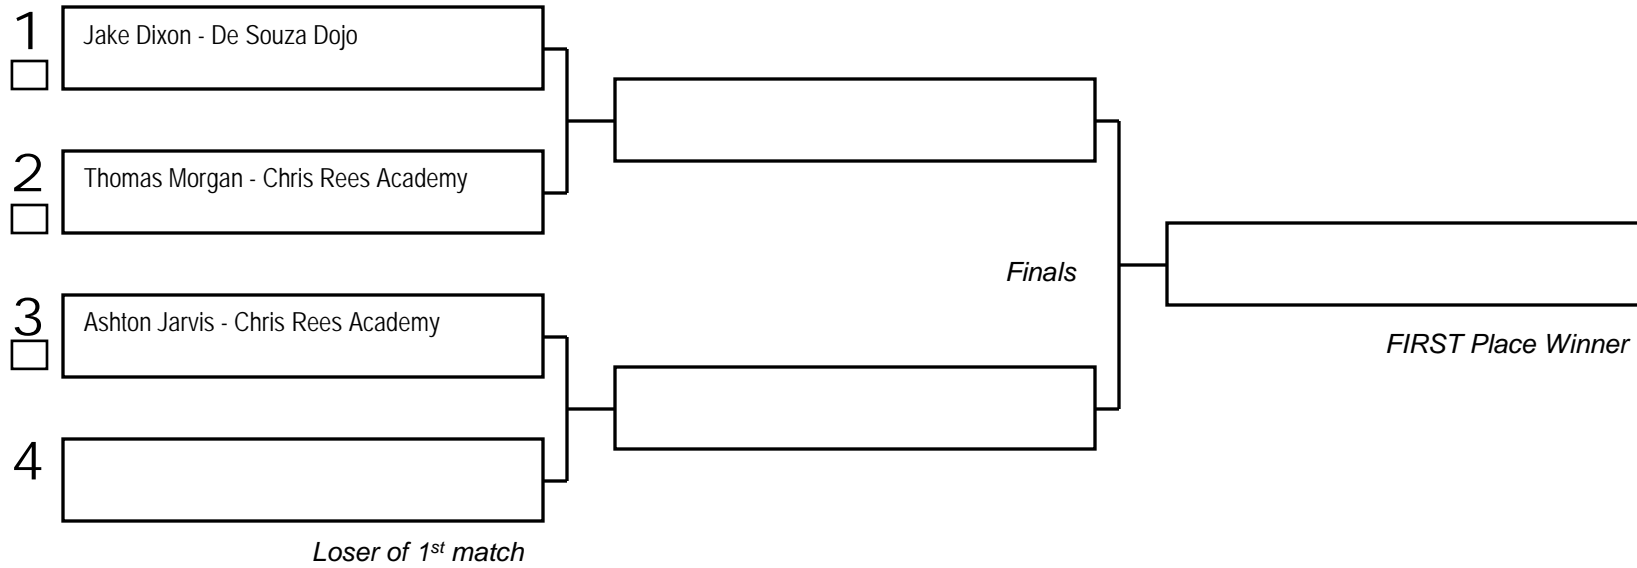 1
Jake Dixon - De Souza Dojo
2
Thomas Morgan - Chris Rees Academy
Finals
3
Ashton Jarvis - Chris Rees Academy
FIRST Place Winner
4
Loser of 1st match